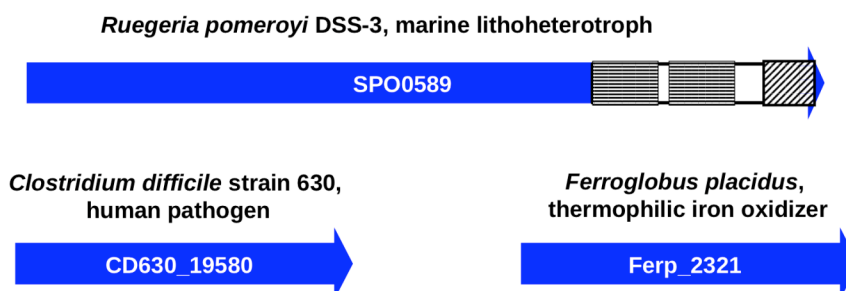 Ruegeria pomeroyi DSS-3, marine lithoheterotroph
SPO0589
Clostridium difficile strain 630,
human pathogen
CD630_19580
Ferroglobus placidus,
thermophilic iron oxidizer
Ferp_2321